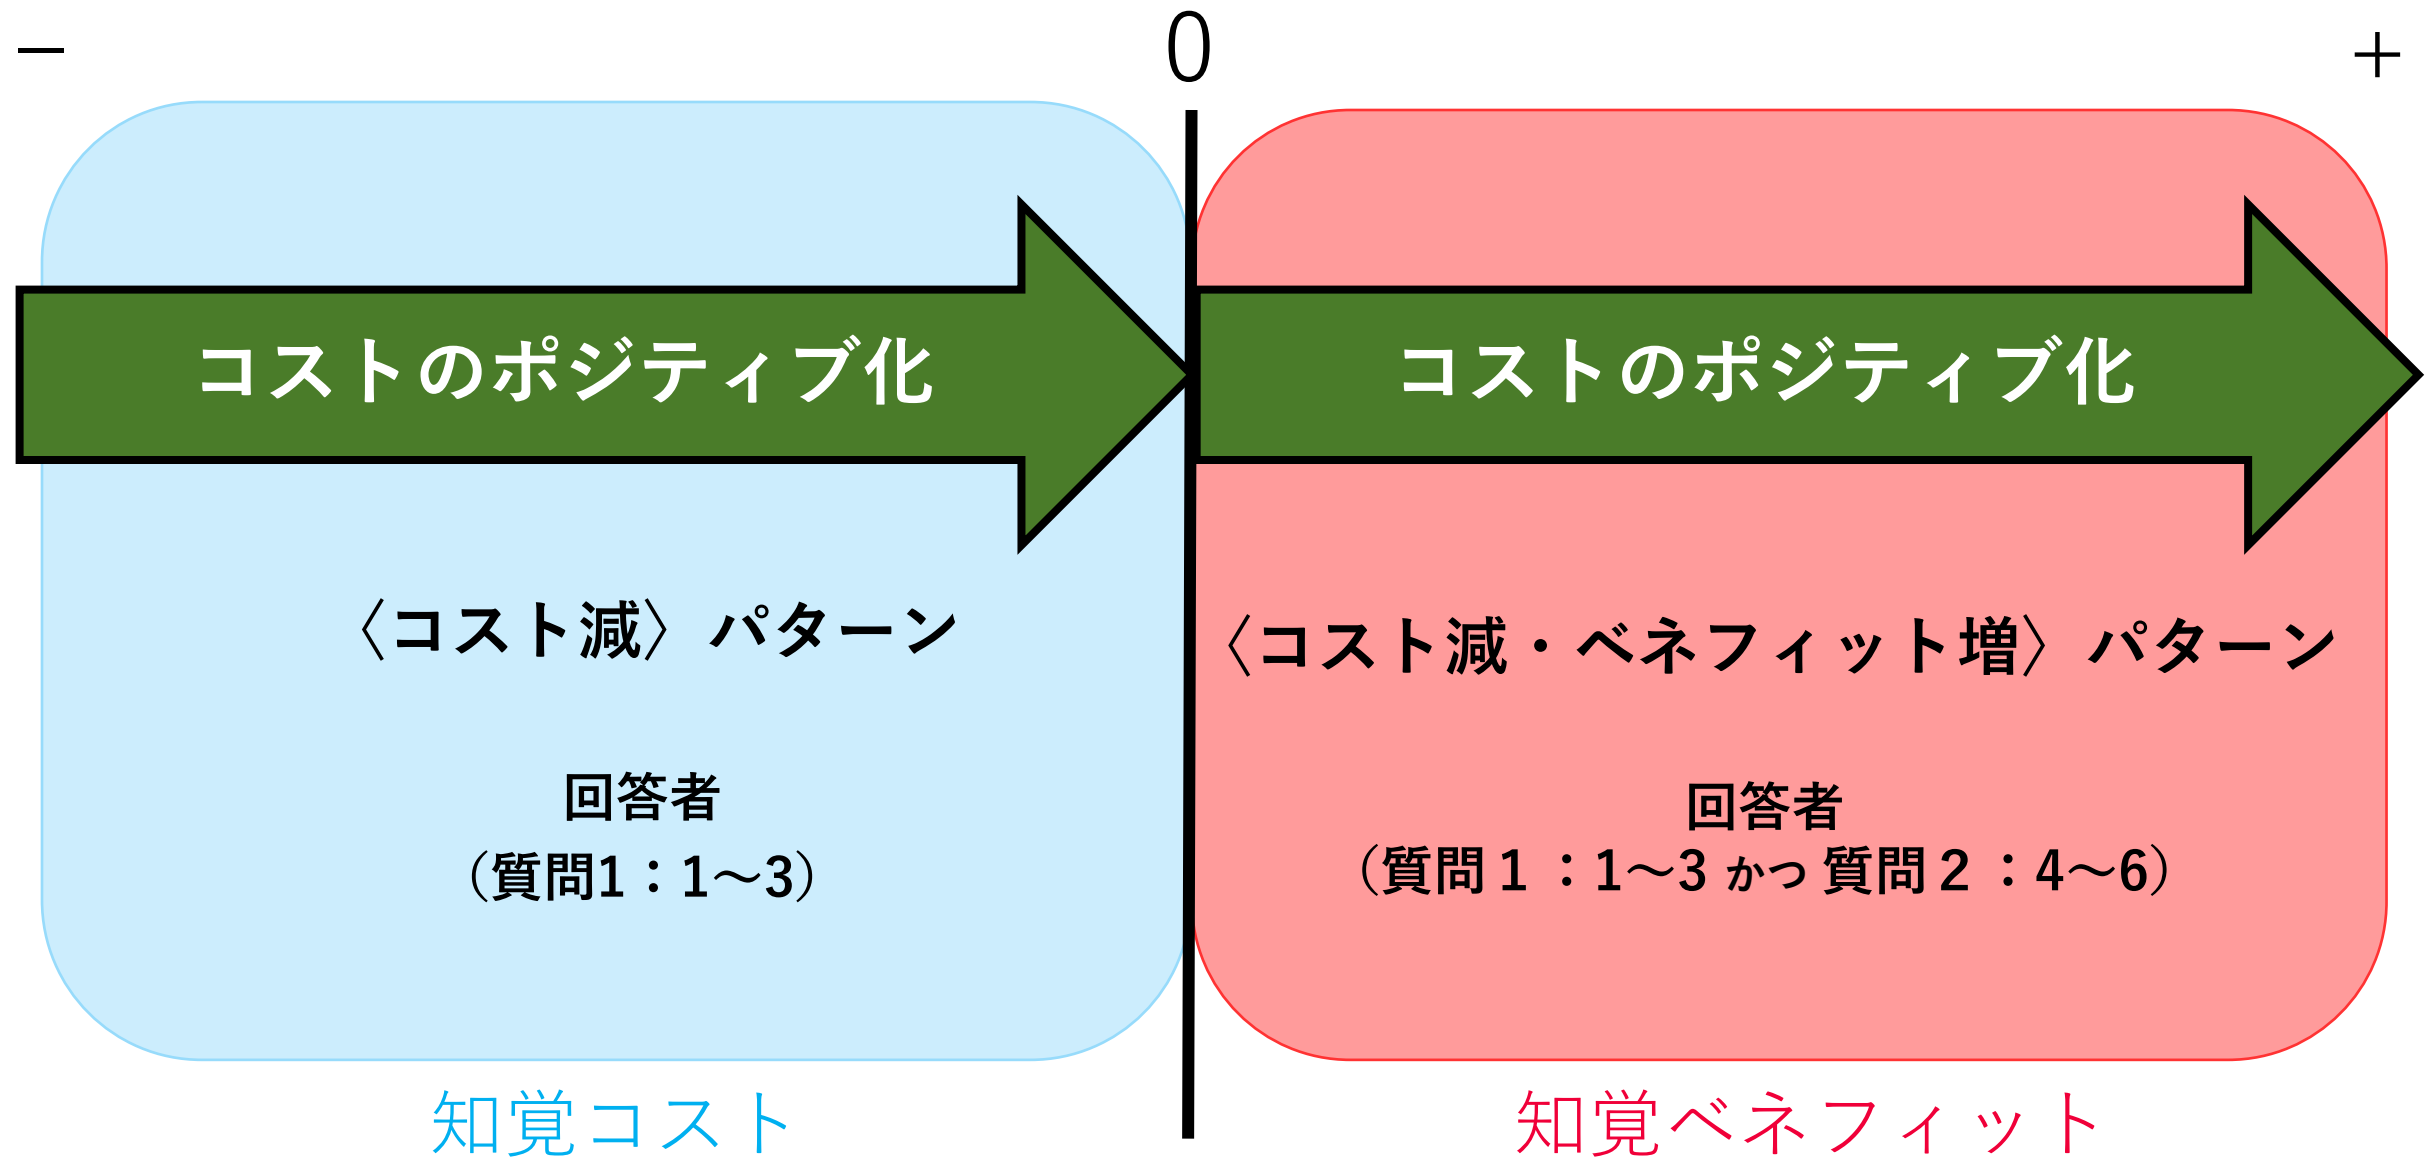 － 0 ＋
コストのポジティブ化
コストのポジティブ化
〈コスト減〉パターン
〈コスト減・ベネフィット増〉パターン
回答者
（質問1：1～3）
回答者
（質問１：1～3 かつ 質問２：4～6）
知覚コスト
知覚ベネフィット